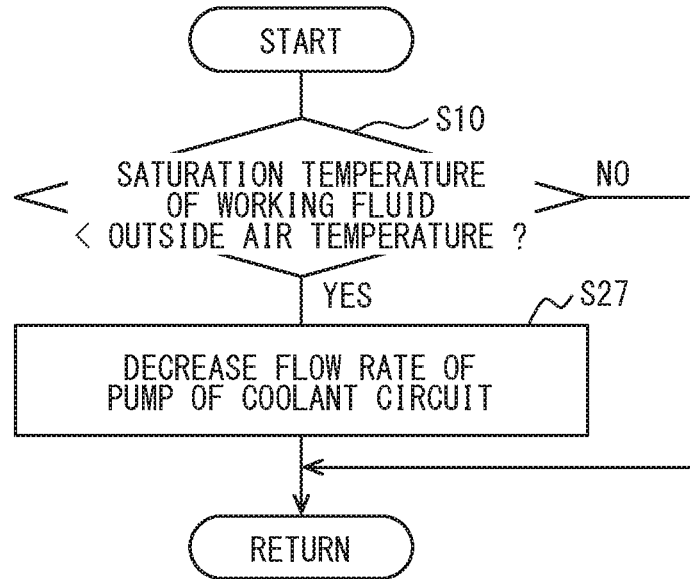 START
S10
SATURATION TEMPERATURE
OF WORKING FLUID
< OUTSIDE AIR TEMPERATURE ?
NO
YES
S27
DECREASE FLOW RATE OF
PUMP OF COOLANT CIRCUIT
RETURN